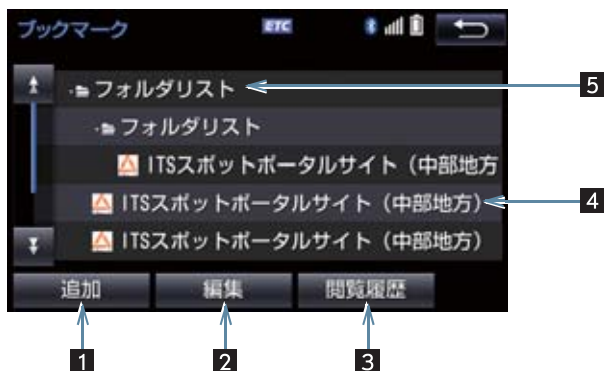 ブックマーク ETC
フォルダリスト 5
フォルダリスト
ITSスポットポータルサイト（中部地方
ITSスポットポータルサイト（中部地方） 4
ITSスポットポータルサイト（中部地方）
追加 編集 閲覧履歴
1 2 3